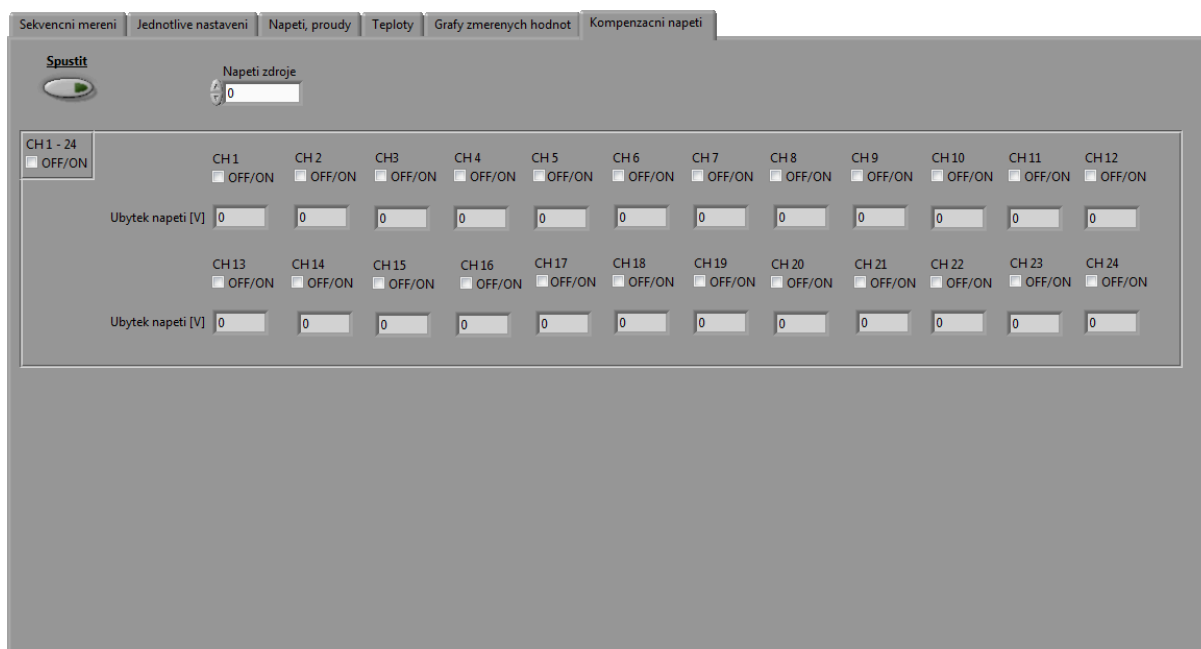 Sekvencni mereni Jednotlive nastaveni Napeti, proudy Teploty Grafy zmerenych hodnot Kompenzacni napeti
Spustit
Napeti zdroje
0
CH 1 - 24
OFF/ON
CH 1 CH 2 CH3 CH 4 CH 5 CH 6 CH 7 CH 8 CH 9 CH 10 CH 11 CH 12
OFF/ON OFF/ON OFF/ON OFF/ON OFF/ON OFF/ON OFF/ON OFF/ON OFF/ON OFF/ON OFF/ON OFF/ON
Ubytek napeti [V] 0 0 0 0 0 0 0 0 0 0 0 0
CH 13 CH 14 CH 15 CH 16 CH 17 CH 18 CH 19 CH 20 CH 21 CH 22 CH 23 CH 24
OFF/ON OFF/ON OFF/ON OFF/ON OFF/ON OFF/ON OFF/ON OFF/ON OFF/ON OFF/ON OFF/ON OFF/ON
Ubytek napeti [V] 0 0 0 0 0 0 0 0 0 0 0 0